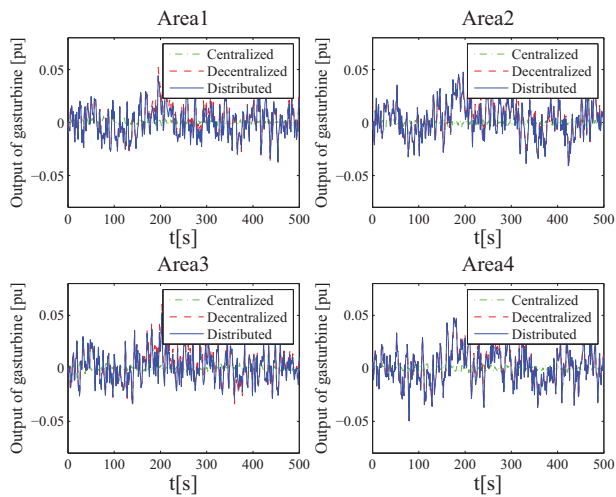 Area1
Output of gasturbine [pu]
0.05
0
−0.05
Centralized
Decentralized
Distributed
0 100 200 300 400 500
t[s]
Area2
Output of gasturbine [pu]
0.05
0
−0.05
Centralized
Decentralized
Distributed
0 100 200 300 400 500
t[s]
Area3
Output of gasturbine [pu]
0.05
0
−0.05
Centralized
Decentralized
Distributed
0 100 200 300 400 500
t[s]
Area4
Output of gasturbine [pu]
0.05
0
−0.05
Centralized
Decentralized
Distributed
0 100 200 300 400 500
t[s]